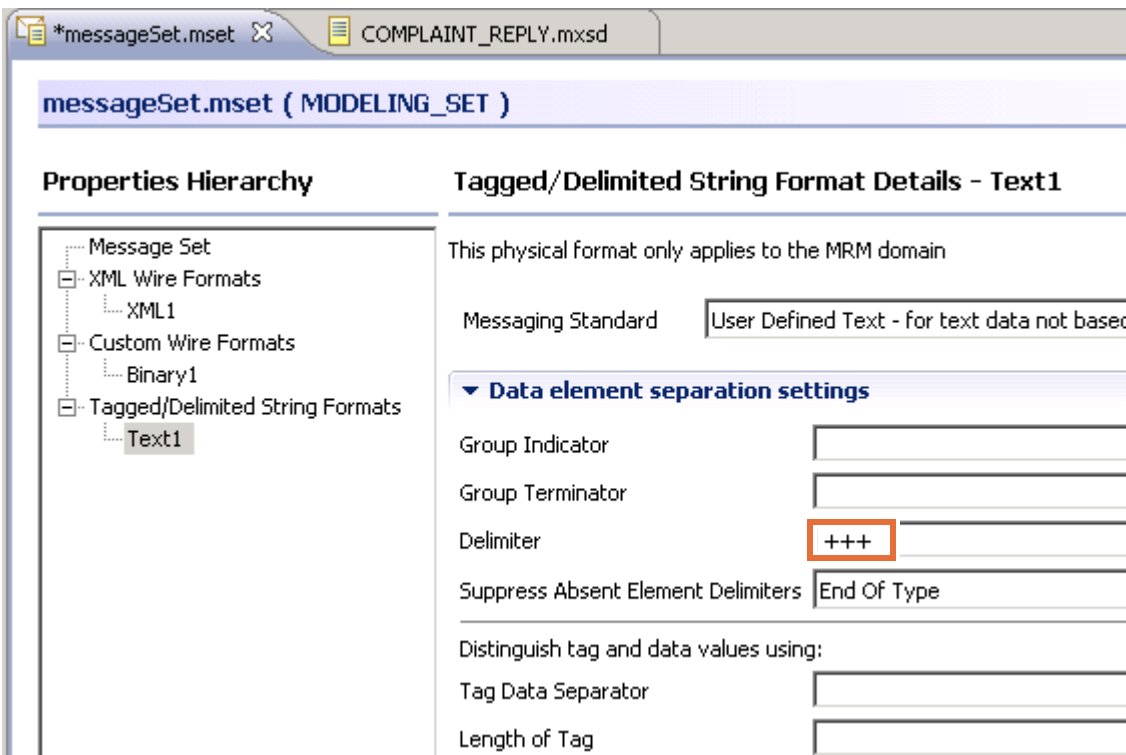 *messageSet.mset COMPLAINT_REPLY.mxsd
messageSet.mset ( MODELING_SET )
Properties Hierarchy
Message Set
XML Wire Formats
XML1
Custom Wire Formats
Binary1
Tagged/Delimited String Formats
Text1
Tagged/Delimited String Format Details - Text1
This physical format only applies to the MRM domain
Messaging Standard User Defined Text - for text data not based
Data element separation settings
Group Indicator
Group Terminator
Delimiter +++
Suppress Absent Element Delimiters End Of Type
Distinguish tag and data values using:
Tag Data Separator
Length of Tag